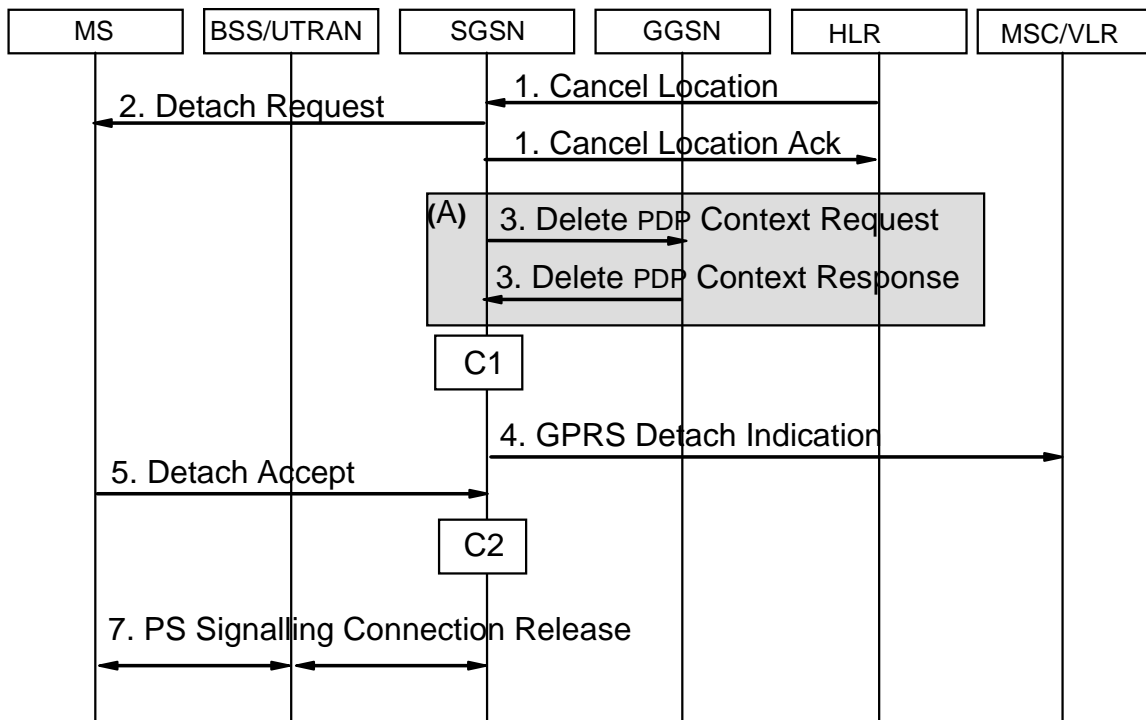 MS
BSS/UTRAN
SGSN
GGSN
HLR
MSC/VLR
1. Cancel Location
2. Detach Request
1. Cancel Location Ack
(A)
3. Delete PDP Context Request
3. Delete PDP Context Response
C1
4. GPRS Detach Indication
5. Detach Accept
C2
7. PS Signalling Connection Release